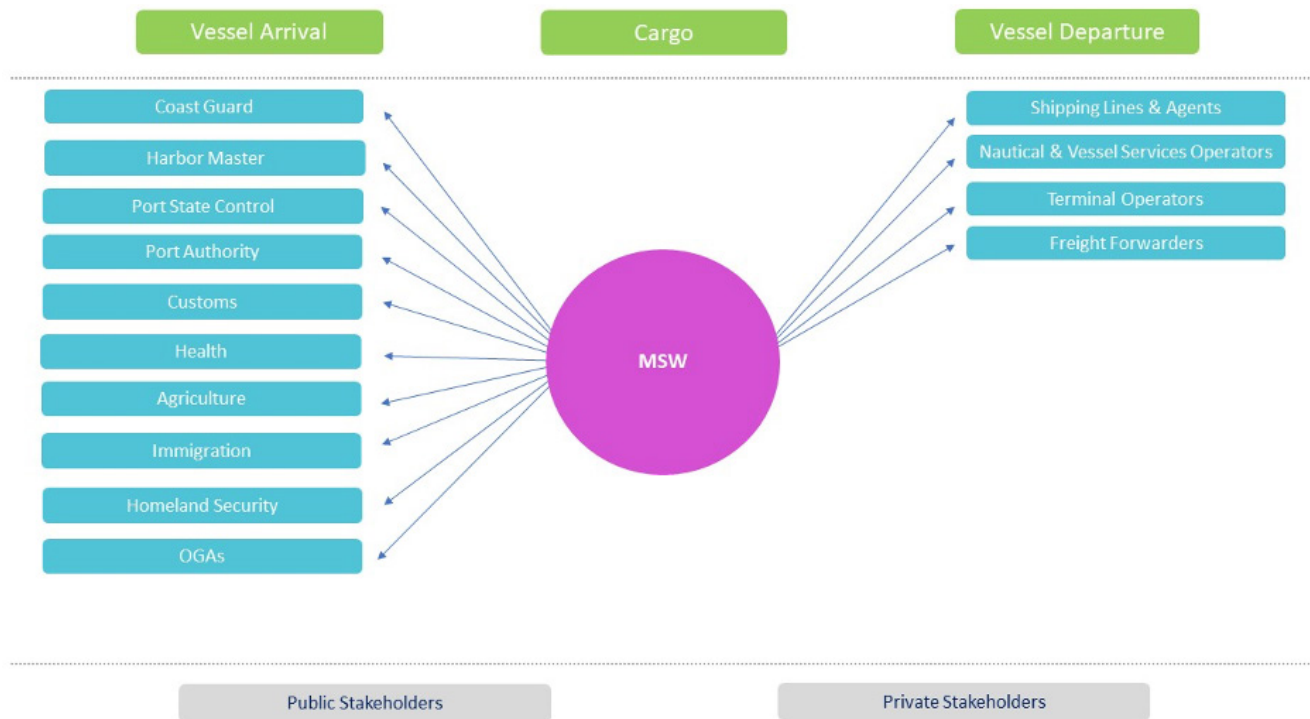 Vessel Arrival
Cargo
Vessel Departure
Coast Guard
Harbor Master
Port State Control
Port Authority
Customs
Health
Agriculture
Immigration
Homeland Security
OGAs
MSW
Shipping Lines & Agents
Nautical & Vessel Services Operators
Terminal Operators
Freight Forwarders
Public Stakeholders
Private Stakeholders